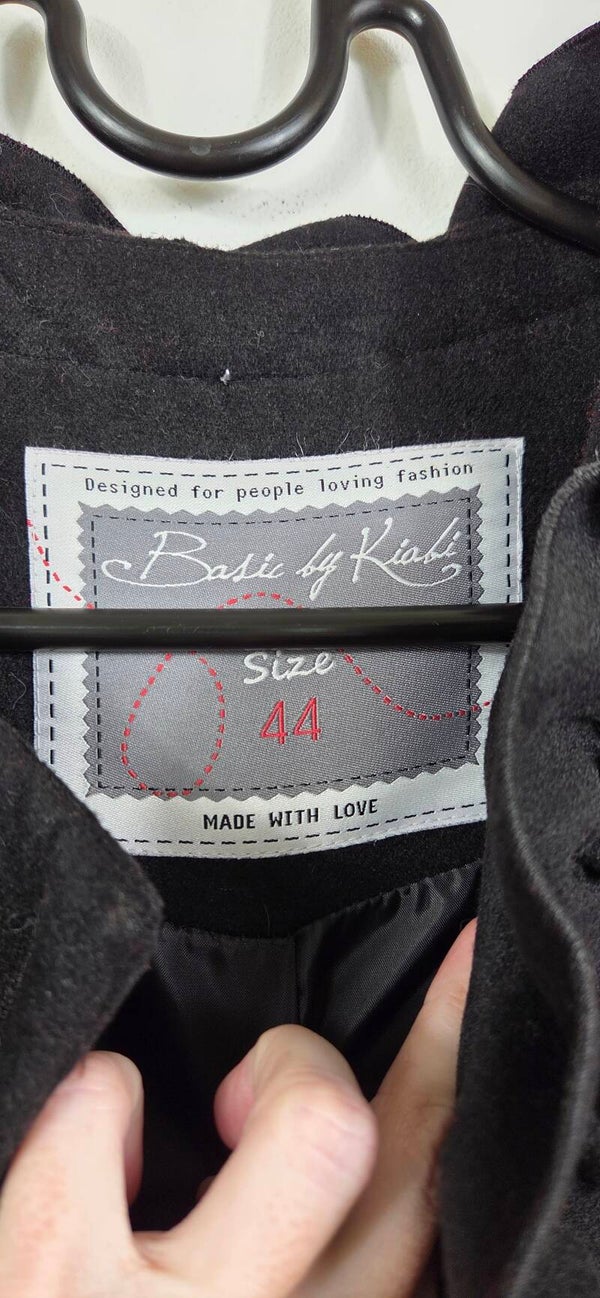 Designed for people loving fashion
Basic by Kiabi
Size
44
MADE WITH LOVE